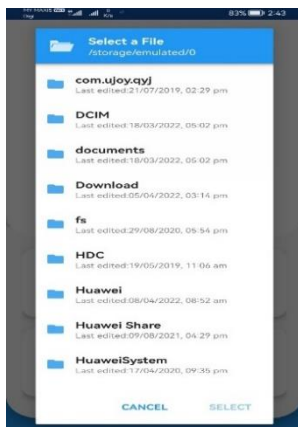 MY MAXIS
Digi
K/s
83% 2:43
Select a File
/storage/emulated/0
com.ujoy.qyj
Last edited:21/07/2019, 02:29 pm
DCIM
Last edited:18/03/2022, 05:02 pm
documents
Last edited:18/03/2022, 05:02 pm
Download
Last edited:05/04/2022, 03:14 pm
fs
Last edited:29/08/2020, 05:54 pm
HDC
Last edited:19/05/2019, 11:06 am
Huawei
Last edited:08/04/2022, 08:52 am
Huawei Share
Last edited:09/08/2021, 04:29 pm
HuaweiSystem
Last edited:17/04/2020, 09:35 pm
CANCEL SELECT